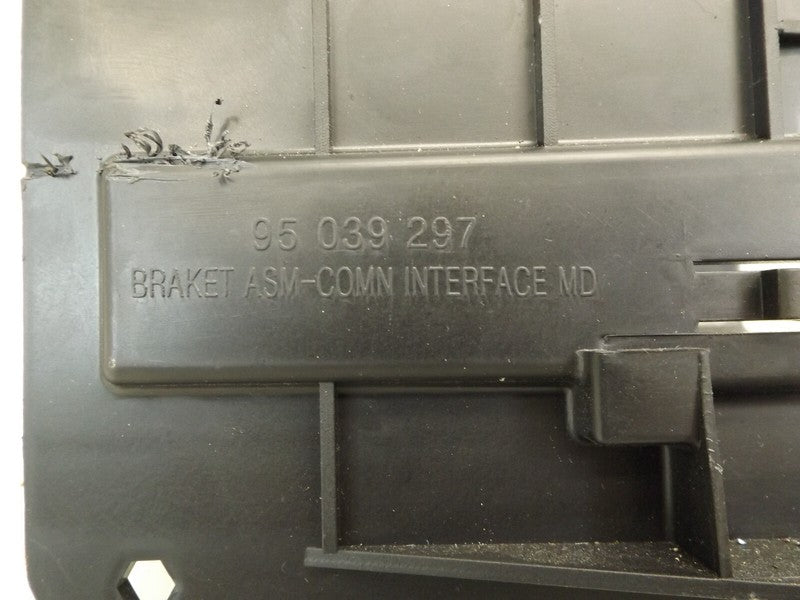 95 039 297
BRAKET ASM-COMN INTERFACE MD